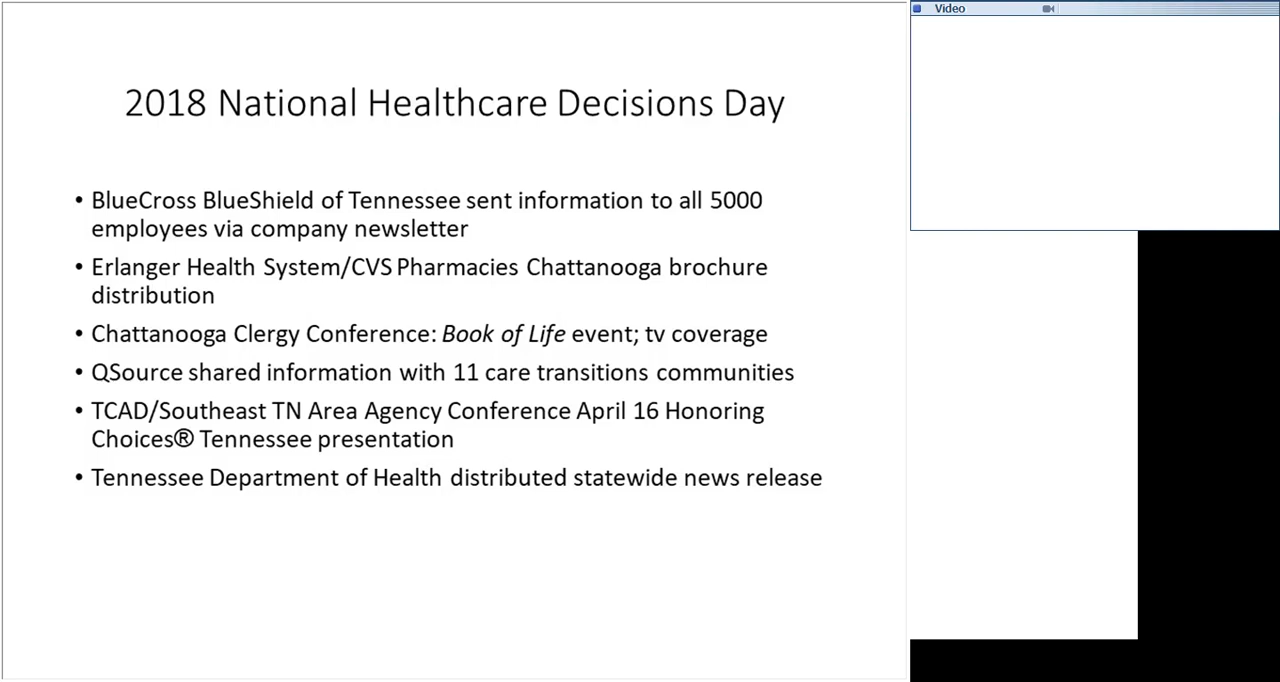 Video
2018 National Healthcare Decisions Day
• BlueCross BlueShield of Tennessee sent information to all 5000
employees via company newsletter
• Erlanger Health System/CVS Pharmacies Chattanooga brochure
distribution
• Chattanooga Clergy Conference: Book of Life event; tv coverage
• QSource shared information with 11 care transitions communities
• TCAD/Southeast TN Area Agency Conference April 16 Honoring
Choices® Tennessee presentation
• Tennessee Department of Health distributed statewide news release